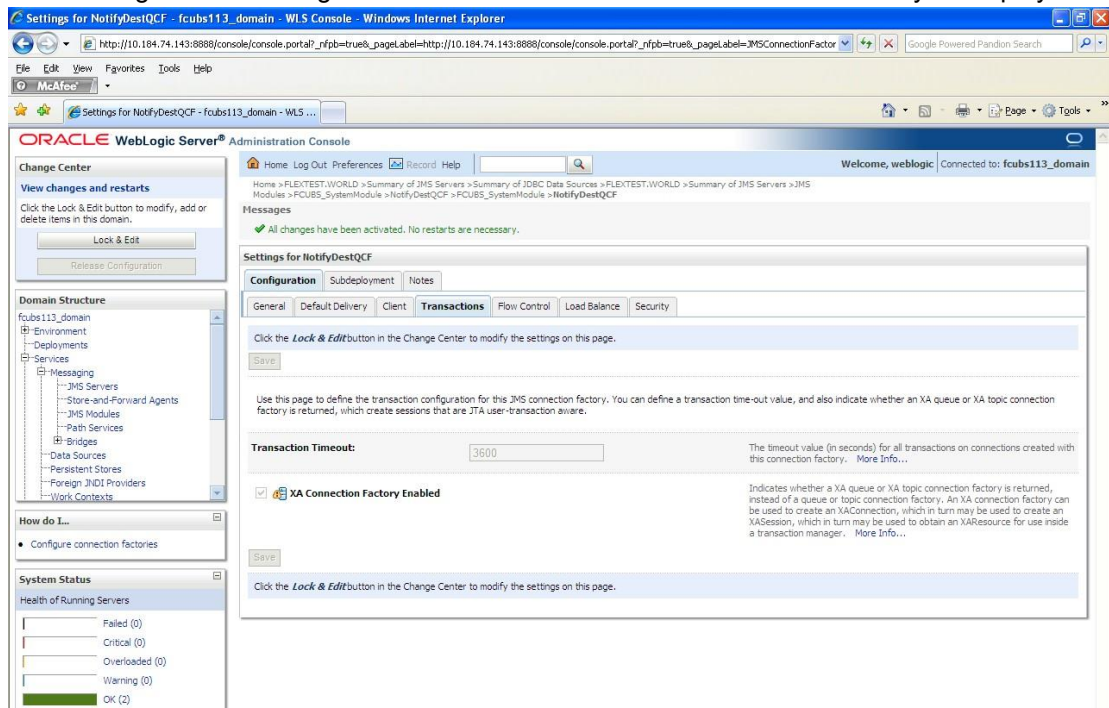 Settings for NotifyDestQCF - fcubs113_domain - WLS Console - Windows Internet Explorer
http://10.184.74.143:8888/console/console.portal?_nfpb=true&_pageLabel=http://10.184.74.143:8888/console/console.portal?_nfpb=true&_pageLabel=JMSConnectionFactor
Google Powered Pandion Search
File Edit View Favorites Tools Help
McAfee
Settings for NotifyDestQCF - fcubs113_domain - WLS ...
Page Tools
ORACLE WebLogic Server® Administration Console
Change Center
View changes and restarts
Click the Lock & Edit button to modify, add or
delete items in this domain.
Lock & Edit
Release Configuration
Domain Structure
fcubs113_domain
Environment
Deployments
Services
Messaging
JMS Servers
Store-and-Forward Agents
JMS Modules
Path Services
Bridges
Data Sources
Persistent Stores
Foreign JNDI Providers
Work Contexts
How do I...
Configure connection factories
System Status
Health of Running Servers
Failed (0)
Critical (0)
Overloaded (0)
Warning (0)
OK (2)
Home Log Out Preferences Record Help
Welcome, weblogic Connected to: fcubs113_domain
Home >FLEXTEST.WORLD >Summary of JMS Servers >Summary of JDBC Data Sources >FLEXTEST.WORLD >Summary of JMS Servers >JMS
Modules >FCUBS_SystemModule >NotifyDestQCF >FCUBS_SystemModule >NotifyDestQCF
Messages
All changes have been activated. No restarts are necessary.
Settings for NotifyDestQCF
Configuration Subdeployment Notes
General Default Delivery Client Transactions Flow Control Load Balance Security
Click the Lock & Edit button in the Change Center to modify the settings on this page.
Save
Use this page to define the transaction configuration for this JMS connection factory. You can define a transaction time-out value, and also indicate whether an XA queue or XA topic connection
factory is returned, which create sessions that are JTA user-transaction aware.
Transaction Timeout:
3600
The timeout value (in seconds) for all transactions on connections created with
this connection factory. More Info...
XA Connection Factory Enabled
Indicates whether a XA queue or XA topic connection factory is returned,
instead of a queue or topic connection factory. An XA connection factory can
be used to create an XAConnection, which in turn may be used to create an
XASession, which in turn may be used to obtain an XAResource for use inside
a transaction manager. More Info...
Save
Click the Lock & Edit button in the Change Center to modify the settings on this page.